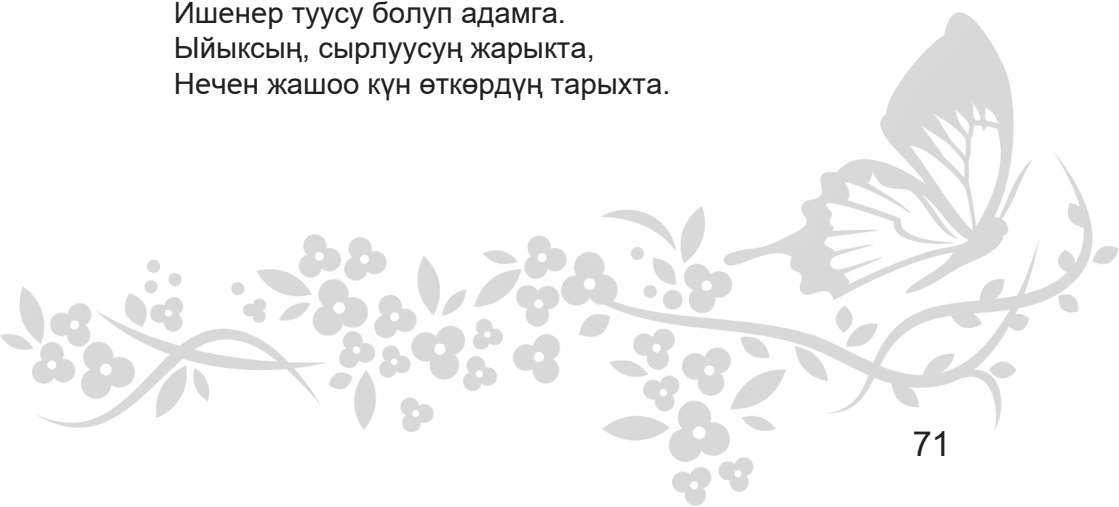 Ишенер туусу болуп адамга.
Ыйыксың, сырлуусуң жарыкта,
Нечен жашоо күн өткөрдүң тарыхта.
71